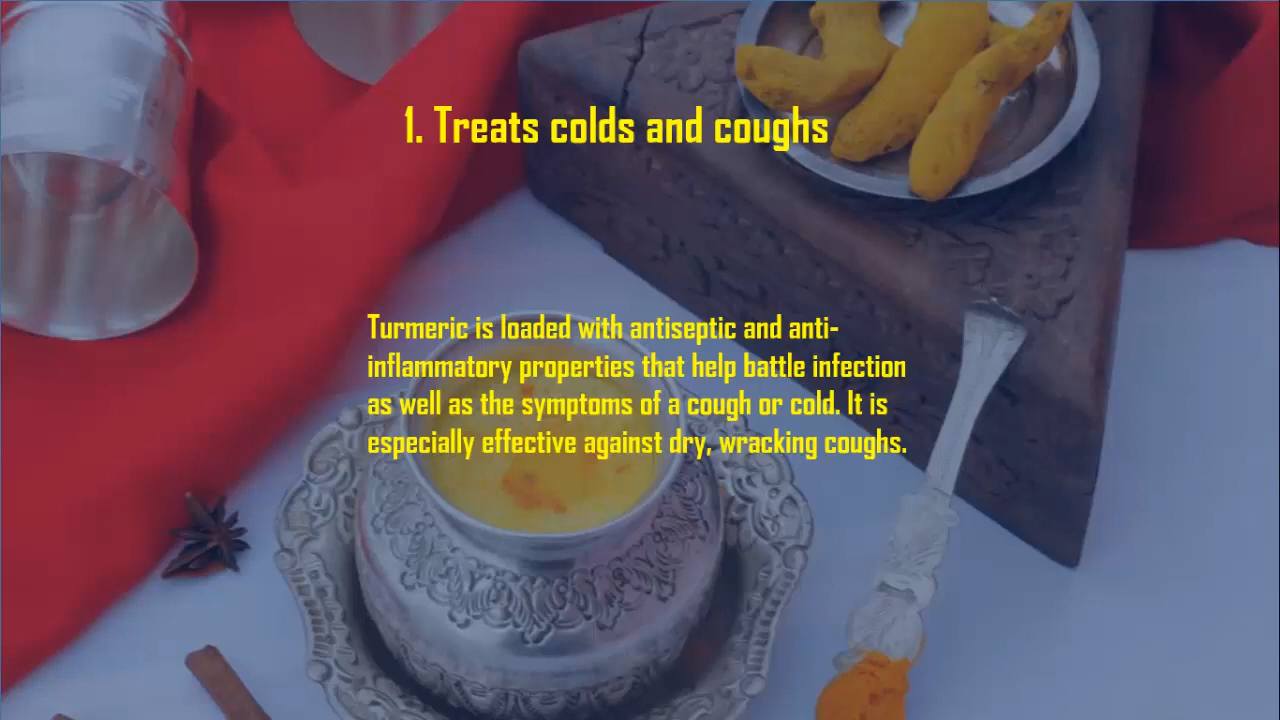 1. Treats colds and coughs
Turmeric is loaded with antiseptic and anti-
inflammatory properties that help battle infection
as well as the symptoms of a cough or cold. It is
especially effective against dry, wracking coughs.